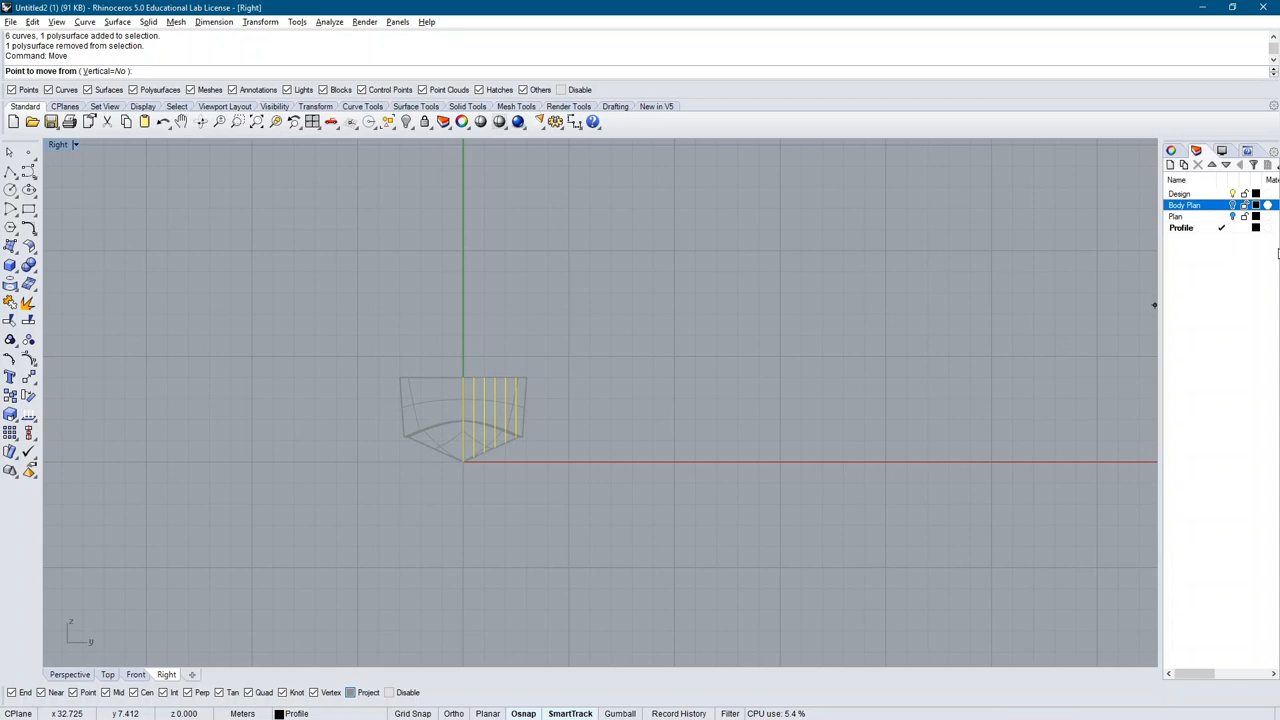 Untitled2 (1) (91 KB) - Rhinoceros 5.0 Educational Lab License - [Right]
File Edit View Curve Surface Solid Mesh Dimension Transform Tools Analyze Render Panels Help
6 curves, 1 polysurface added to selection.
1 polysurface removed from selection.
Command: Move
Point to move from ( Vertical=No ):
Points Curves Surfaces Polysurfaces Meshes Annotations Lights Blocks Control Points Point Clouds Hatches Others Disable
Standard CPlanes Set View Display Select Viewport Layout Visibility Transform Curve Tools Surface Tools Solid Tools Mesh Tools Render Tools Drafting New in V5
Right
Name Mate
Design
Body Plan
Plan
Profile
z
y
Perspective Top Front Right
End Near Point Mid Cen Int Perp Tan Quad Knot Vertex Project Disable
CPlane x 32.725 y 7.412 z 0.000 Meters Profile Grid Snap Ortho Planar Osnap SmartTrack Gumball Record History Filter CPU use: 5.4 %